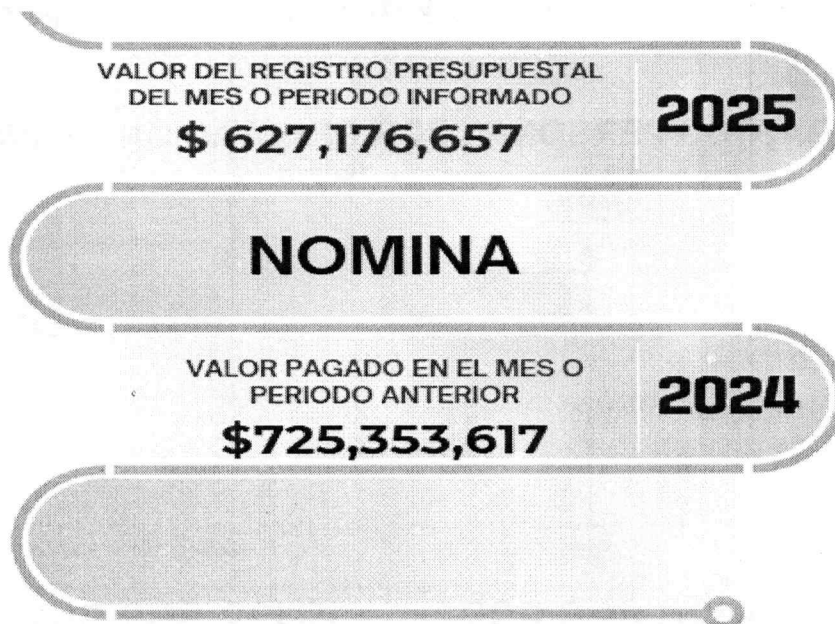 VALOR DEL REGISTRO PRESUPUESTAL
DEL MES O PERIODO INFORMADO
$ 627,176,657
2025
NOMINA
VALOR PAGADO EN EL MES O
PERIODO ANTERIOR
$725,353,617
2024